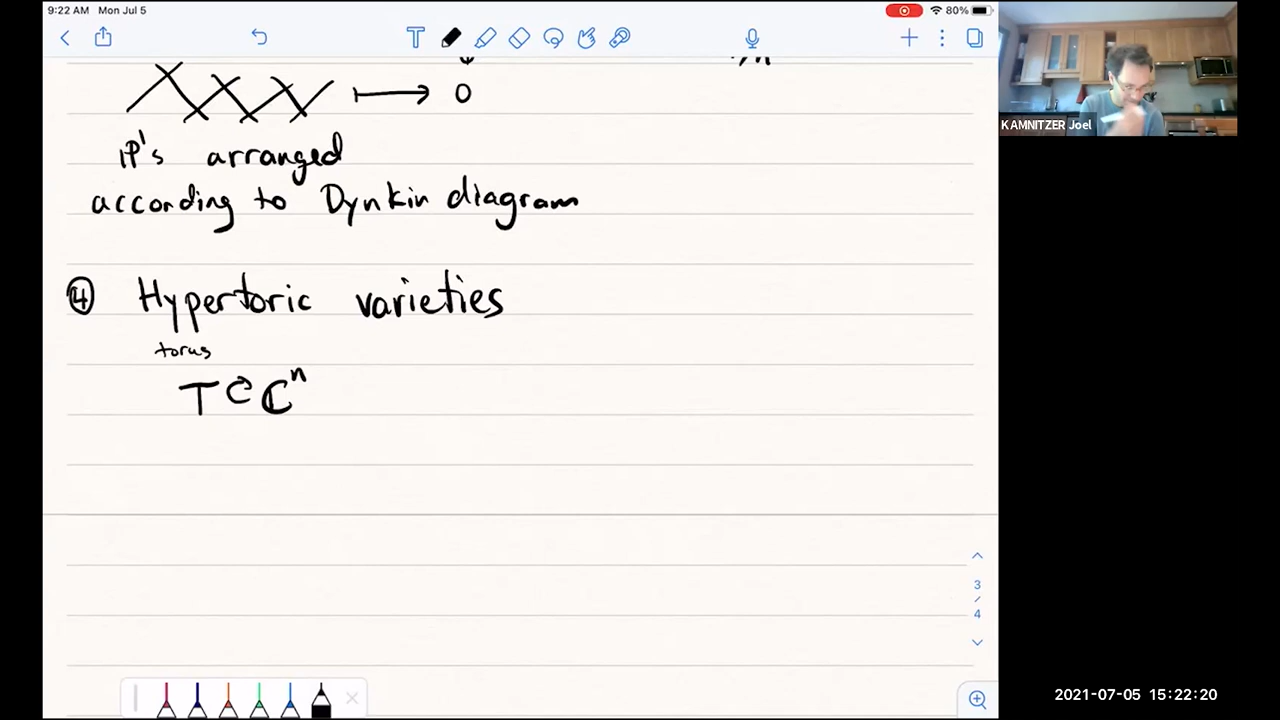 9:22 AM Mon Jul 5
80%
0
KAMNITZER Joel
ℙ¹'s arranged
according to Dynkin diagram
④ Hypertoric varieties
torus
T ⊂ ℂⁿ
3
/
4
2021-07-05 15:22:20